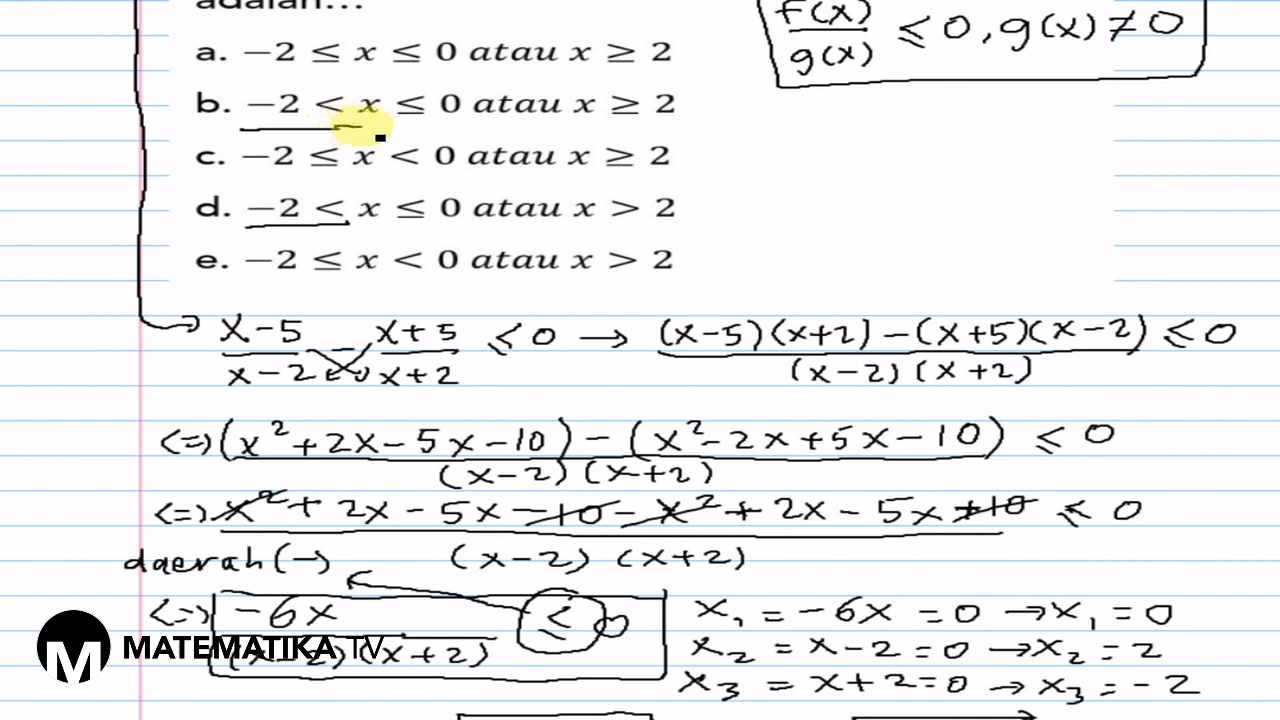 adalah...
a. −2 ≤ x ≤ 0 atau x ≥ 2
b. −2 < x ≤ 0 atau x ≥ 2
c. −2 ≤ x < 0 atau x ≥ 2
d. −2 < x ≤ 0 atau x > 2
e. −2 ≤ x < 0 atau x > 2
f(x)/g(x) ≤ 0, g(x) ≠ 0
(x−5)/(x−2) − (x+5)/(x+2) ≤ 0 → ((x−5)(x+2) − (x+5)(x−2))/((x−2)(x+2)) ≤ 0
<=> ((x²+2x−5x−10) − (x²−2x+5x−10))/((x−2)(x+2)) ≤ 0
<=> (x²+2x−5x−10−x²+2x−5x+10)/((x−2)(x+2)) ≤ 0
daerah (−)
<=> −6x/((x−2)(x+2)) ≤ 0
x₁ = −6x = 0 → x₁ = 0
x₂ = x−2 = 0 → x₂ = 2
x₃ = x+2 = 0 → x₃ = −2
M MATEMATIKA TV